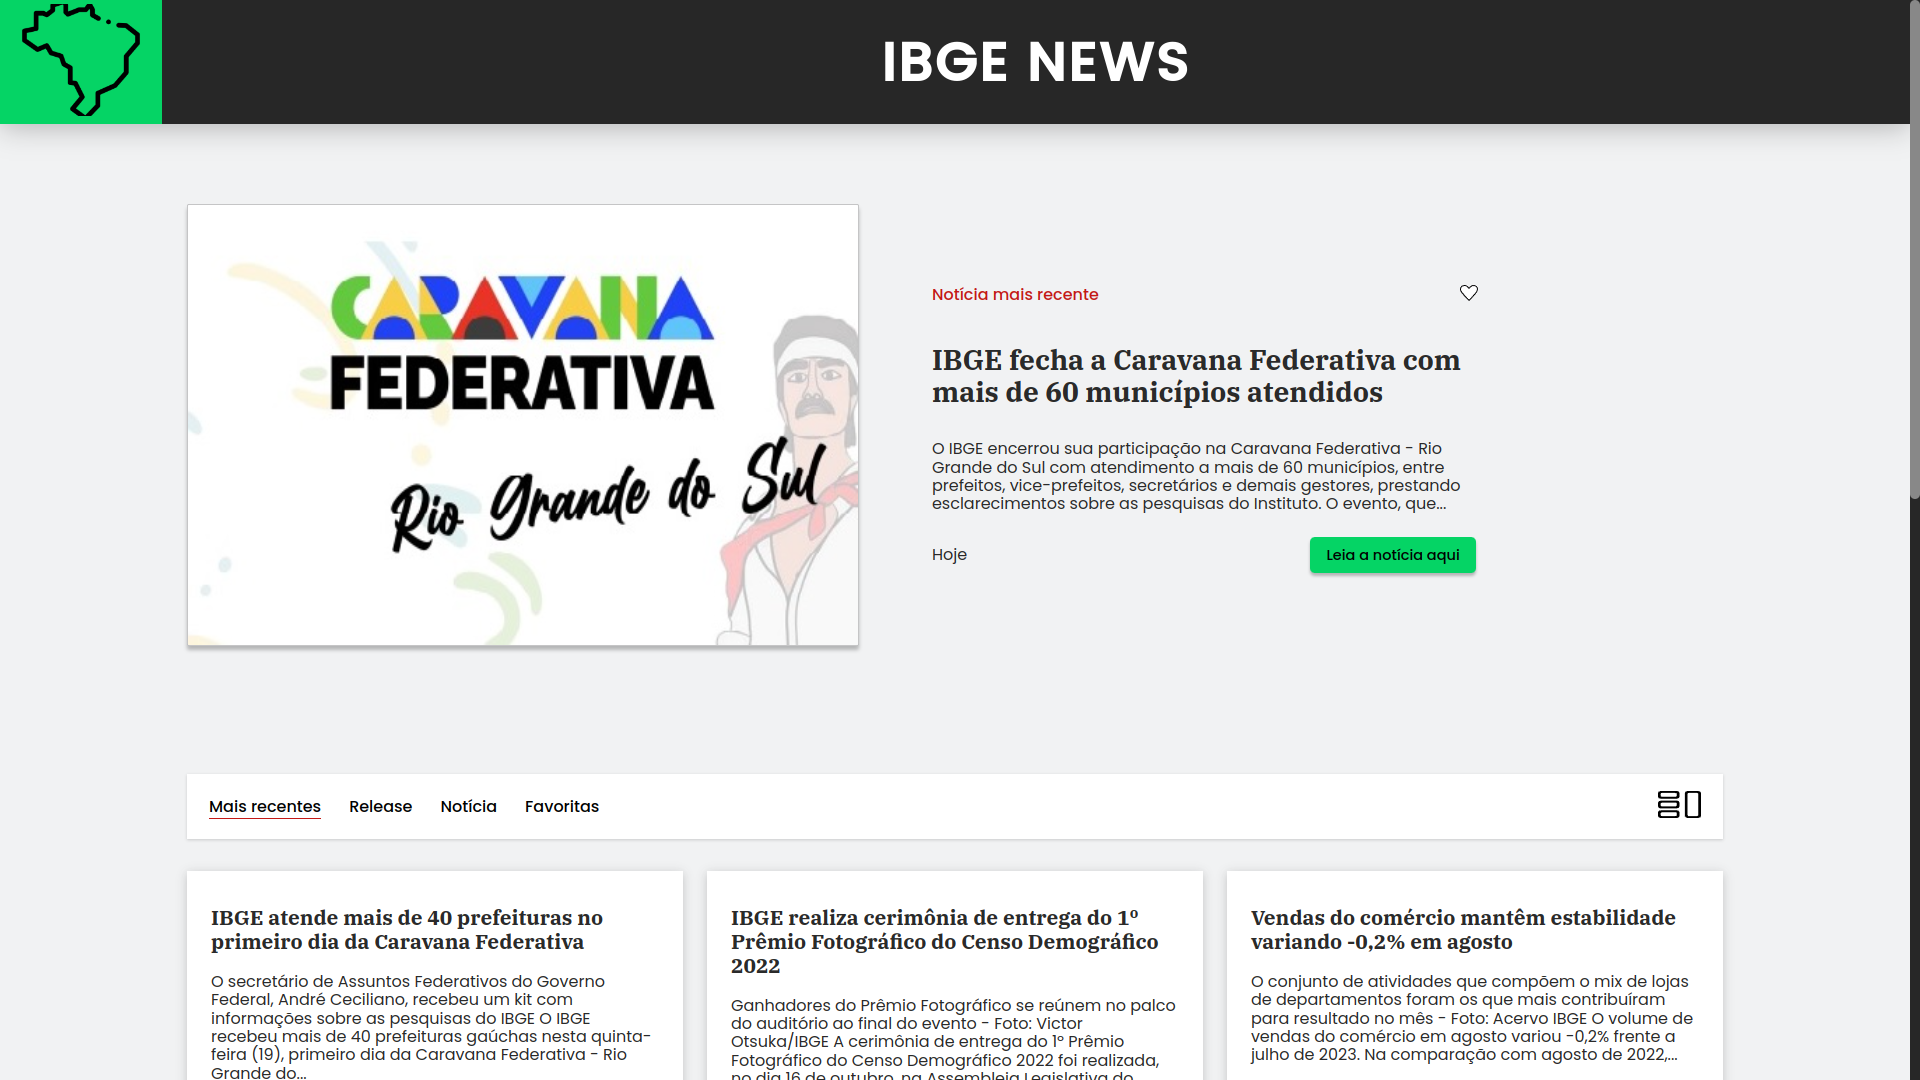 IBGE NEWS
CARAVANA
FEDERATIVA
Rio Grande do Sul
Notícia mais recente
IBGE fecha a Caravana Federativa com
mais de 60 municípios atendidos
O IBGE encerrou sua participação na Caravana Federativa - Rio
Grande do Sul com atendimento a mais de 60 municípios, entre
prefeitos, vice-prefeitos, secretários e demais gestores, prestando
esclarecimentos sobre as pesquisas do Instituto. O evento, que...
Hoje
Leia a notícia aqui
Mais recentes Release Notícia Favoritas
IBGE atende mais de 40 prefeituras no
primeiro dia da Caravana Federativa
O secretário de Assuntos Federativos do Governo
Federal, André Ceciliano, recebeu um kit com
informações sobre as pesquisas do IBGE O IBGE
recebeu mais de 40 prefeituras gaúchas nesta quinta-
feira (19), primeiro dia da Caravana Federativa - Rio
Grande do...
IBGE realiza cerimônia de entrega do 1º
Prêmio Fotográfico do Censo Demográfico
2022
Ganhadores do Prêmio Fotográfico se reúnem no palco
do auditório ao final do evento - Foto: Victor
Otsuka/IBGE A cerimônia de entrega do 1º Prêmio
Fotográfico do Censo Demográfico 2022 foi realizada,
no dia 16 de outubro, na Assembleia Legislativa do
Vendas do comércio mantêm estabilidade
variando -0,2% em agosto
O conjunto de atividades que compõem o mix de lojas
de departamentos foram os que mais contribuíram
para resultado no mês - Foto: Acervo IBGE O volume de
vendas do comércio em agosto variou -0,2% frente a
julho de 2023. Na comparação com agosto de 2022,...